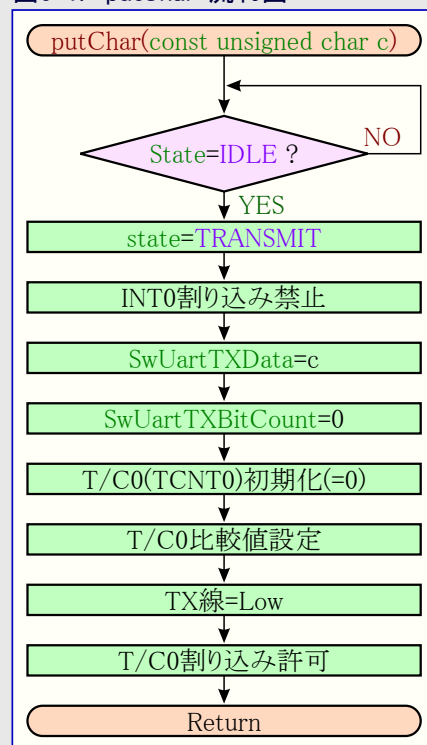 putChar(const unsigned char c)
State=IDLE ?
NO
YES
state=TRANSMIT
INT0割り込み禁止
SwUartTXData=c
SwUartTXBitCount=0
T/C0(TCNT0)初期化(=0)
T/C0比較値設定
TX線=Low
T/C0割り込み許可
Return